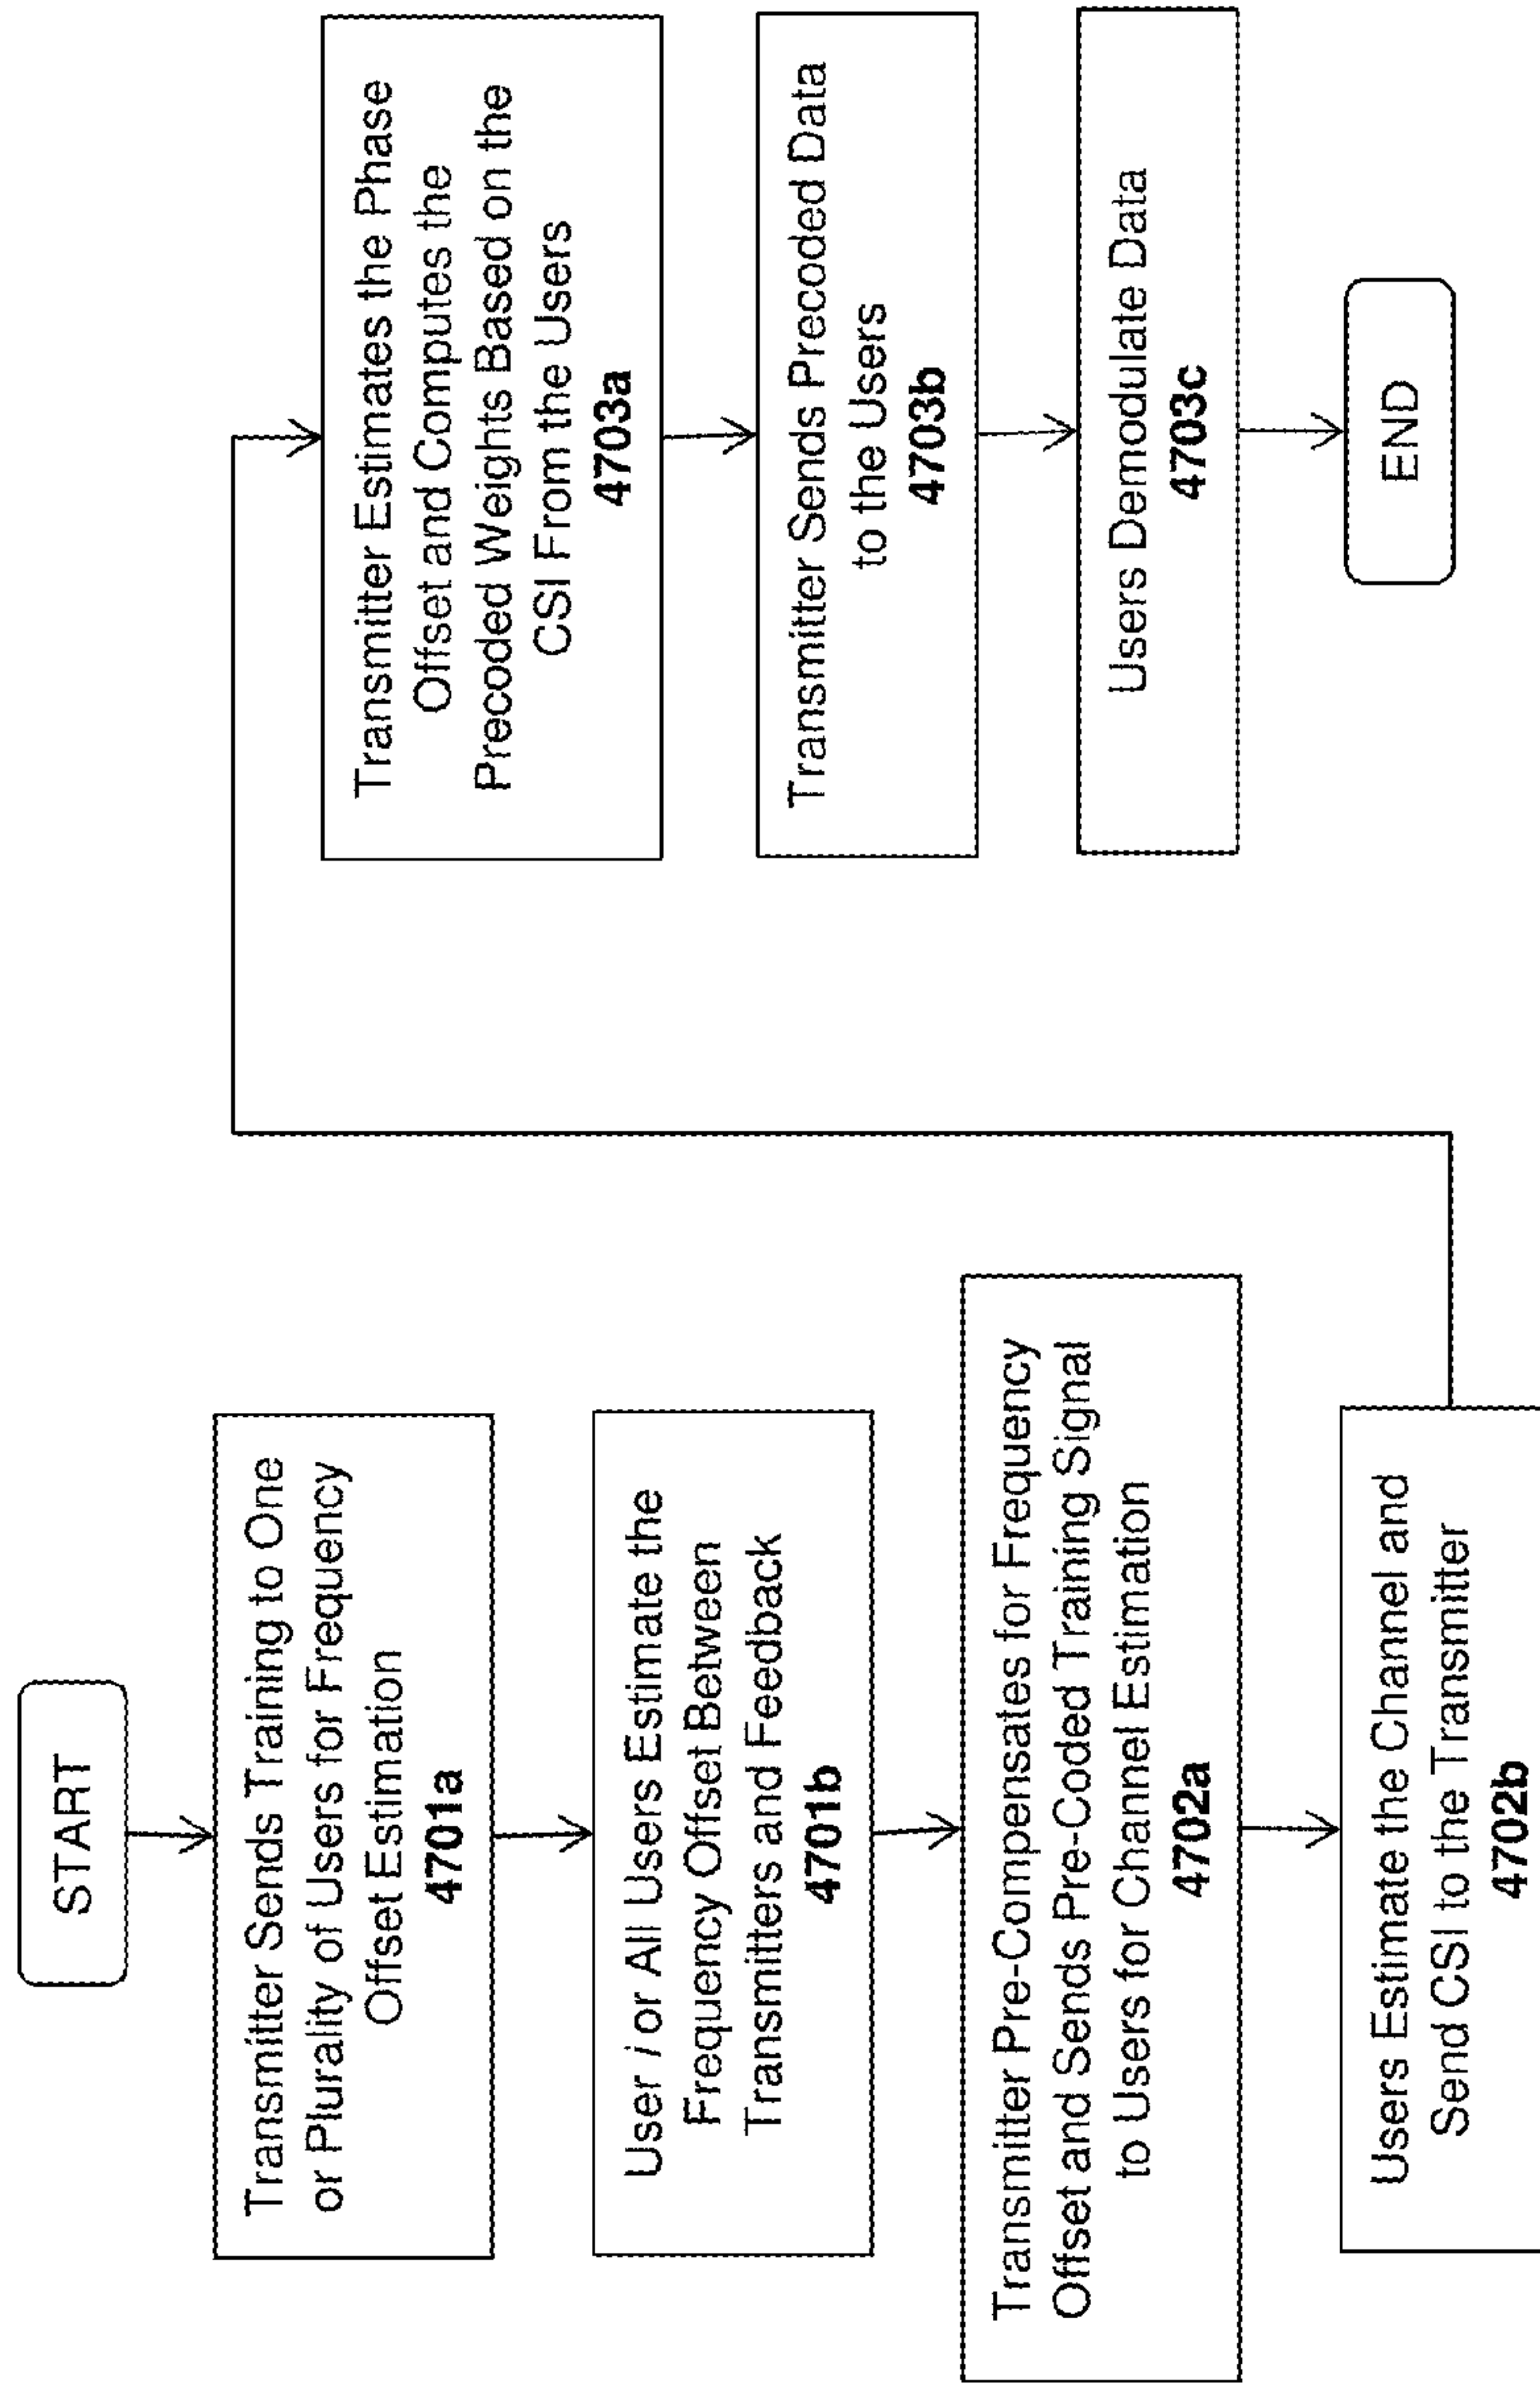 START
Transmitter Sends Training to One
or Plurality of Users for Frequency
Offset Estimation
4701a
User i or All Users Estimate the
Frequency Offset Between
Transmitters and Feedback
4701b
Transmitter Pre-Compensates for Frequency
Offset and Sends Pre-Coded Training Signal
to Users for Channel Estimation
4702a
Users Estimate the Channel and
Send CSI to the Transmitter
4702b
Transmitter Estimates the Phase
Offset and Computes the
Precoded Weights Based on the
CSI From the Users
4703a
Transmitter Sends Precoded Data
to the Users
4703b
Users Demodulate Data
4703c
END